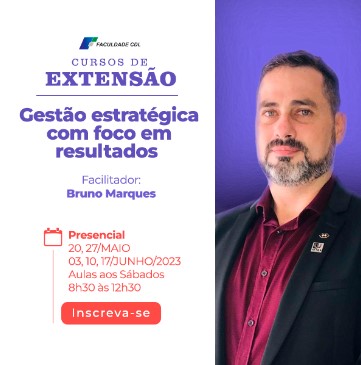 FACULDADE CDL
CURSOS DE
EXTENSÃO
Gestão estratégica
com foco em
resultados
Facilitador:
Bruno Marques
Presencial
20, 27/MAIO
03, 10, 17/JUNHO/2023
Aulas aos Sábados
8h30 às 12h30
Inscreva-se